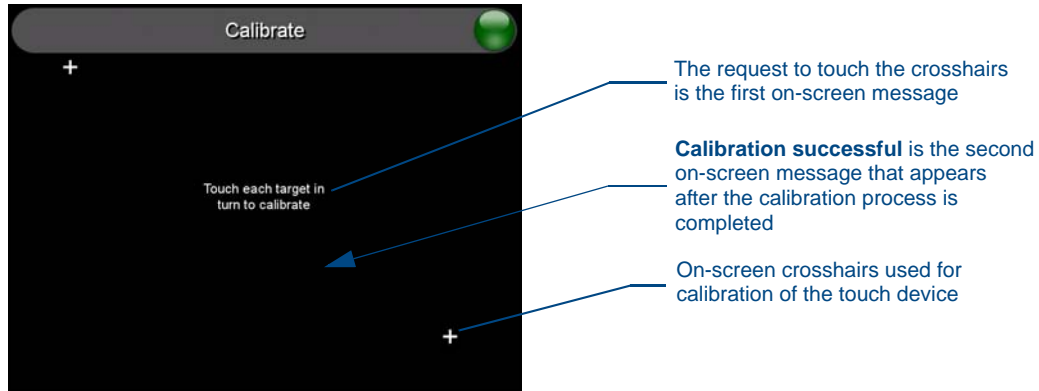 Calibrate
Touch each target in
turn to calibrate
The request to touch the crosshairs
is the first on-screen message
Calibration successful is the second
on-screen message that appears
after the calibration process is
completed
On-screen crosshairs used for
calibration of the touch device